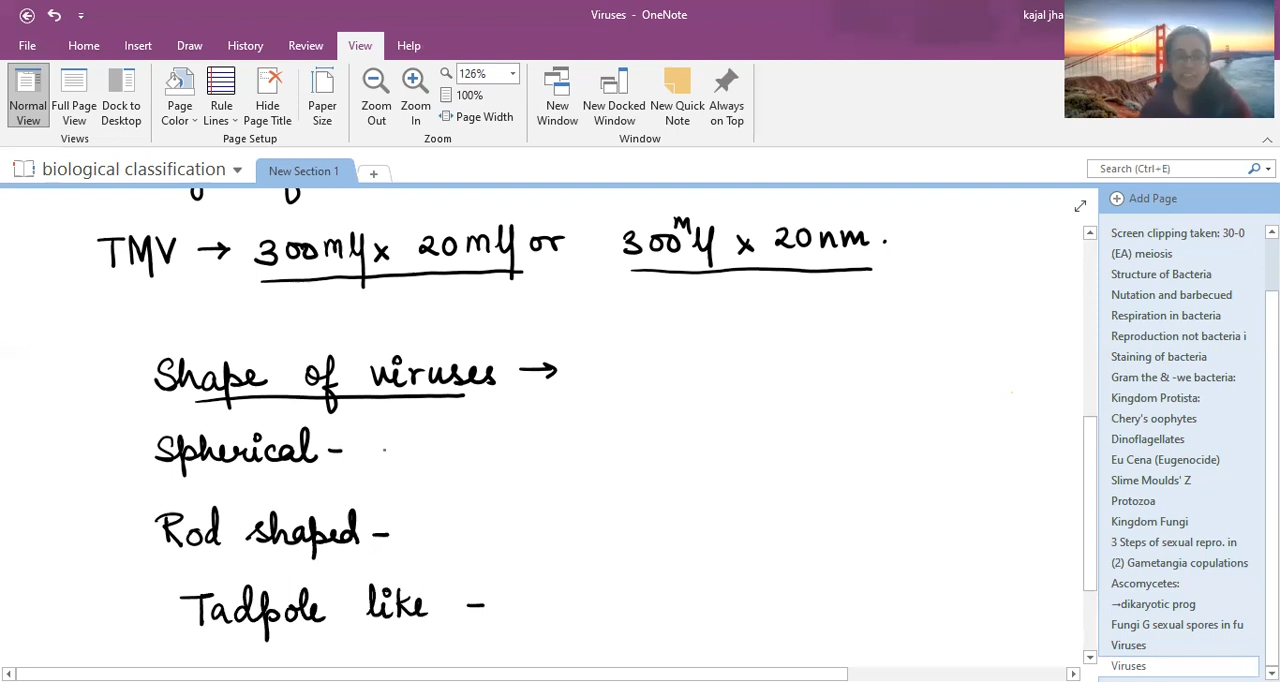 Viruses - OneNote
kajal jha
File Home Insert Draw History Review View Help
Normal View
Full Page View
Dock to Desktop
Page Color
Rule Lines
Hide Page Title
Paper Size
Zoom Out
Zoom In
126%
100%
Page Width
New Window
New Docked Window
New Quick Note
Always on Top
Views
Page Setup
Zoom
Window
biological classification
New Section 1
Search (Ctrl+E)
TMV → 300mμ x 20mμ or 300mμ x 20nm.
Shape of viruses →
Spherical -
Rod shaped -
Tadpole like -
Add Page
Screen clipping taken: 30-0
(EA) meiosis
Structure of Bacteria
Nutation and barbecued
Respiration in bacteria
Reproduction not bacteria i
Staining of bacteria
Gram the & -we bacteria:
Kingdom Protista:
Chery's oophytes
Dinoflagellates
Eu Cena (Eugenocide)
Slime Moulds' Z
Protozoa
Kingdom Fungi
3 Steps of sexual repro. in
(2) Gametangia copulations
Ascomycetes:
→dikaryotic prog
Fungi G sexual spores in fu
Viruses
Viruses